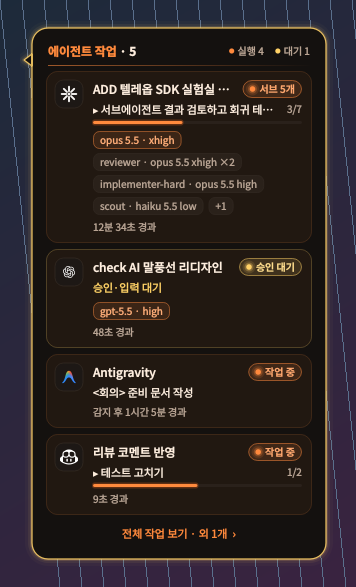 에이전트 작업 · 5
실행 4 대기 1
ADD 텔레옵 SDK 실험실 ⋯ 서브 5개
▸ 서브에이전트 결과 검토하고 회귀 테⋯ 3/7
opus 5.5 · xhigh
reviewer · opus 5.5 xhigh ×2
implementer-hard · opus 5.5 high
scout · haiku 5.5 low +1
12분 34초 경과
check AI 말풍선 리디자인 승인 대기
승인·입력 대기
gpt-5.5 · high
48초 경과
Antigravity 작업 중
<회의> 준비 문서 작성
감지 후 1시간 5분 경과
리뷰 코멘트 반영 작업 중
▸ 테스트 고치기 1/2
9초 경과
전체 작업 보기 · 외 1개 ›